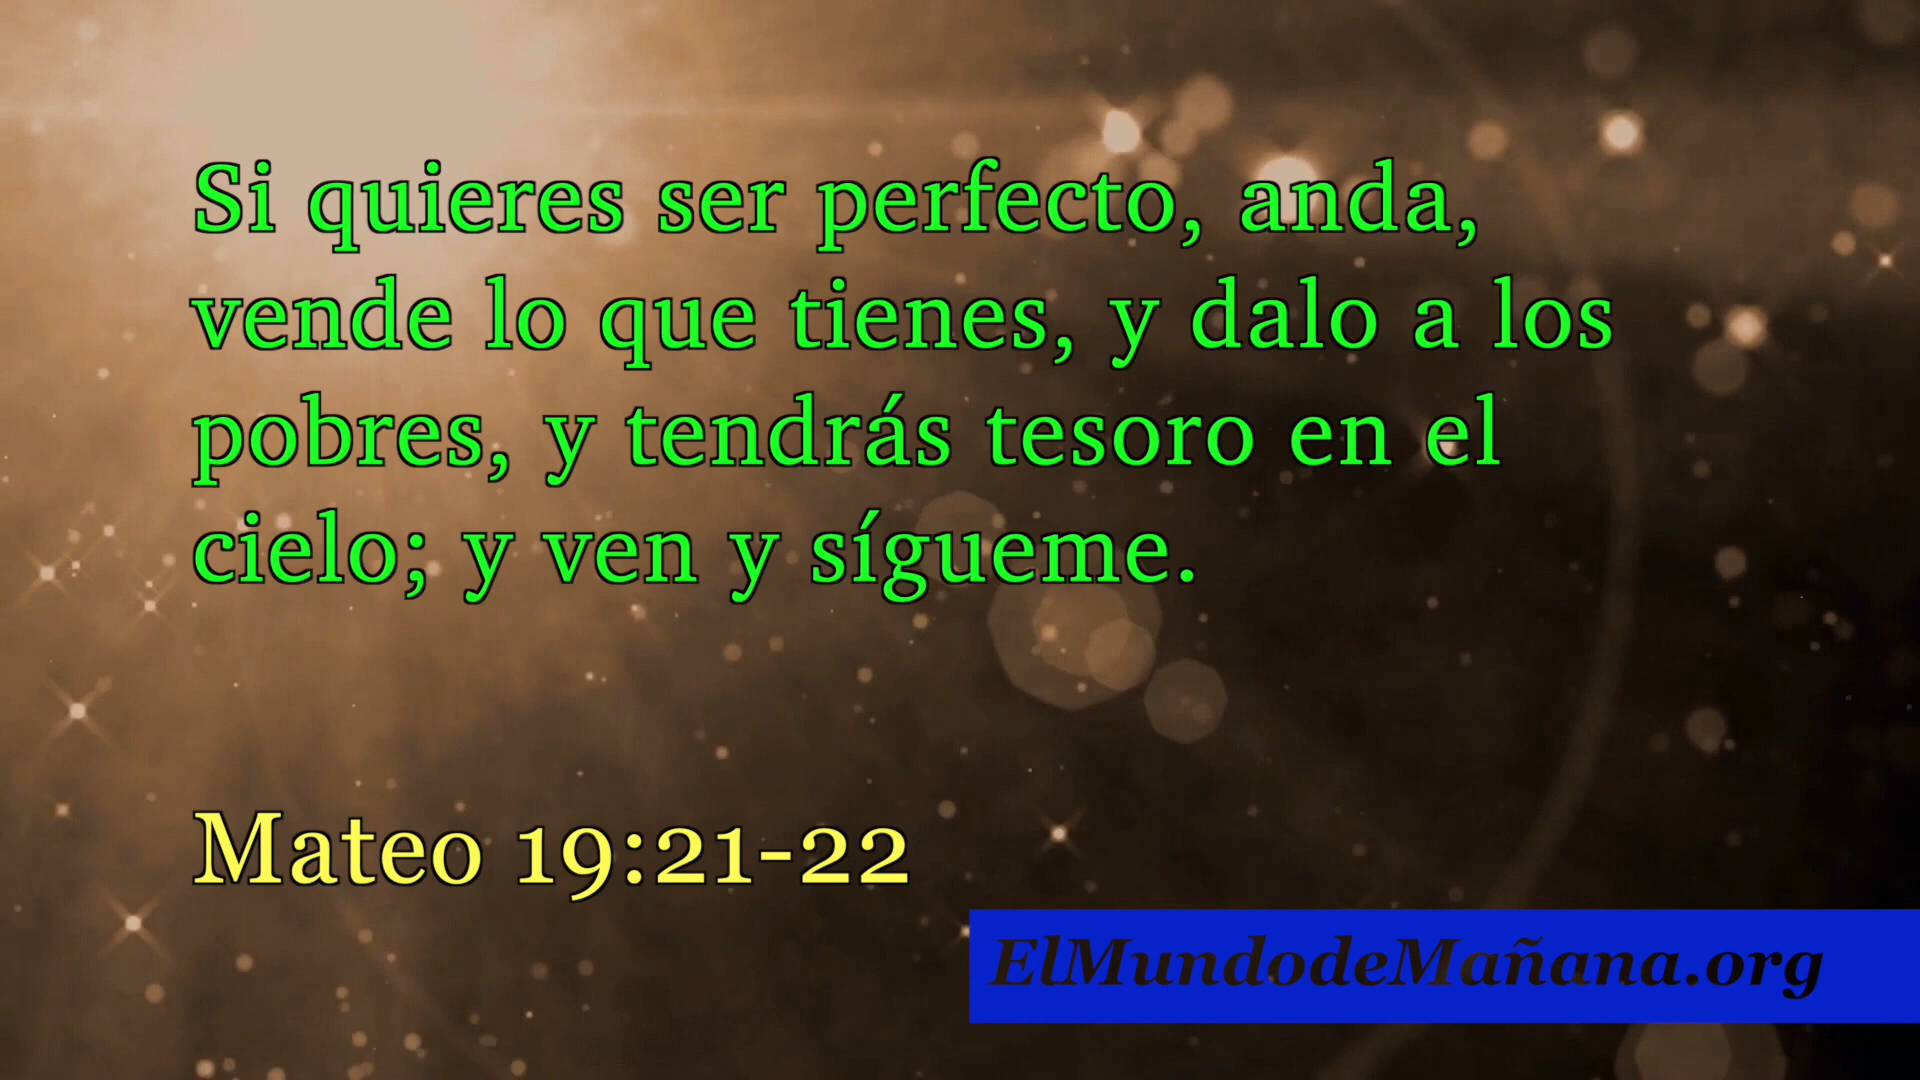 Si quieres ser perfecto, anda,
vende lo que tienes, y dalo a los
pobres, y tendrás tesoro en el
cielo; y ven y sígueme.
Mateo 19:21-22
ElMundodeMañana.org